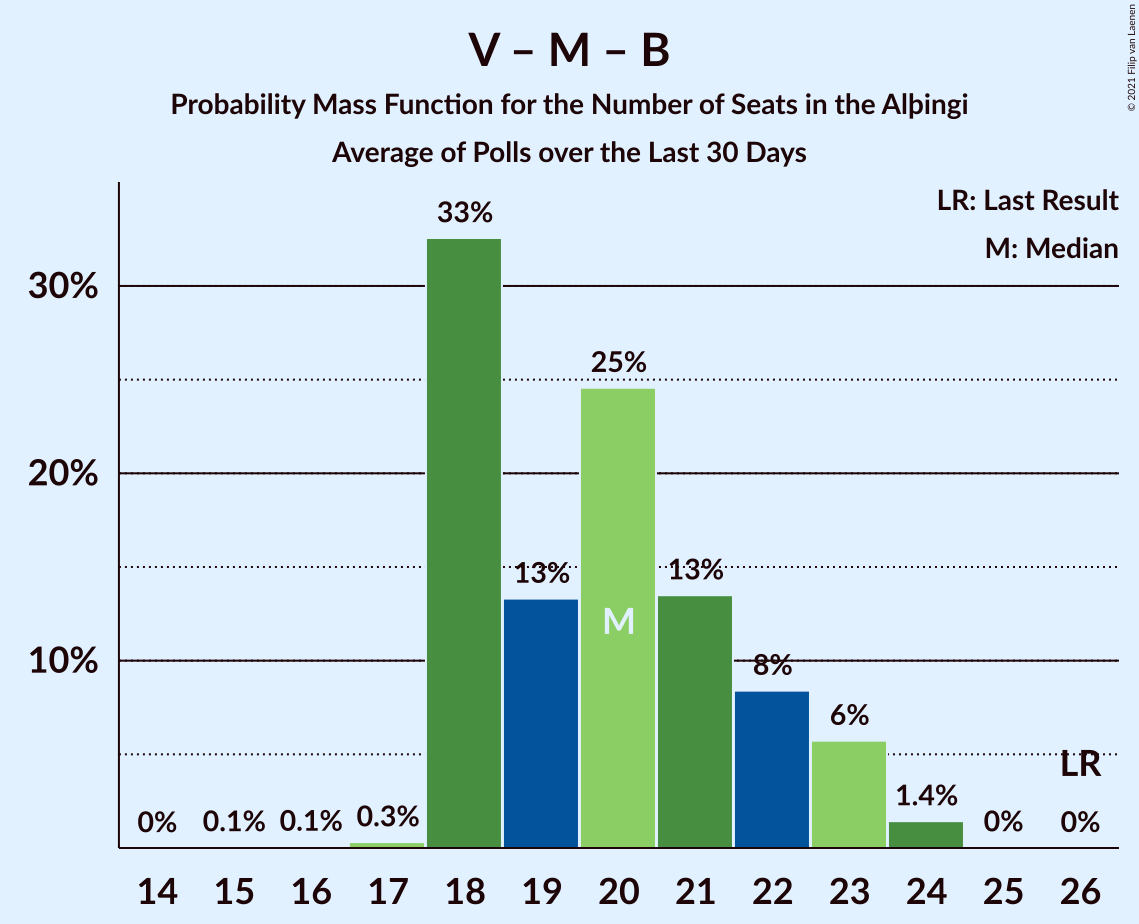 V – M – B
Probability Mass Function for the Number of Seats in the Alþingi
Average of Polls over the Last 30 Days
© 2021 Filip van Laenen
LR: Last Result
M: Median
33%
30%
25%
20%
13%
13%
M
10%
8%
6%
LR
1.4%
0.3%
0%
0.1%
0.1%
0%
0%
14 15 16 17 18 19 20 21 22 23 24 25 26